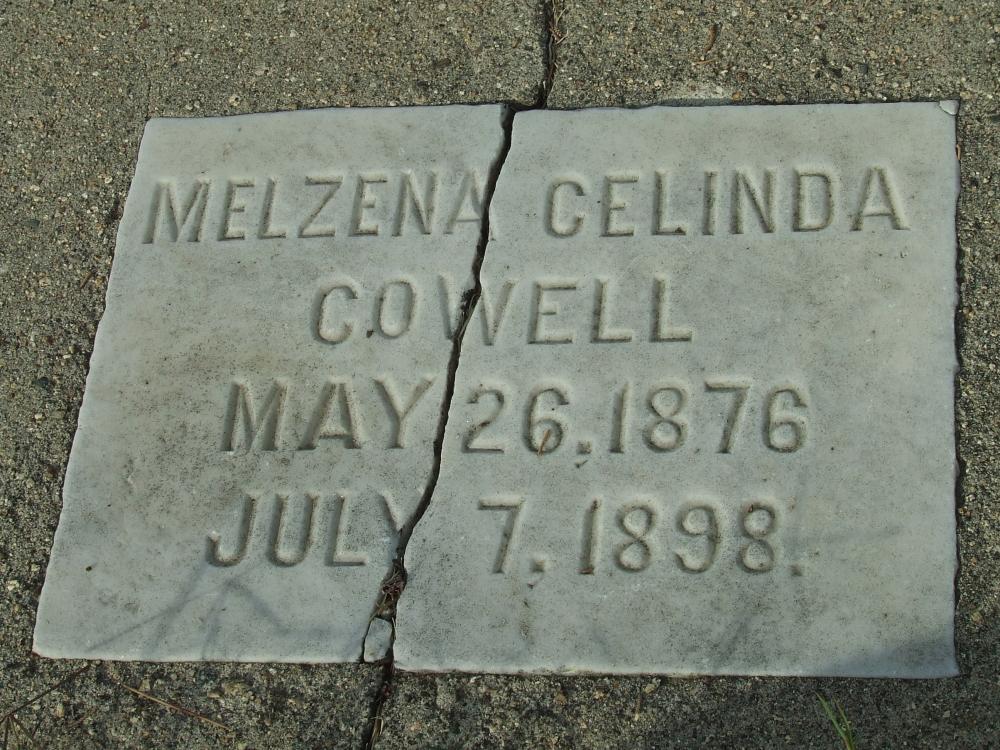 MELZENA CELINDA
COWELL
MAY 26.1876
JULY 7.1898.